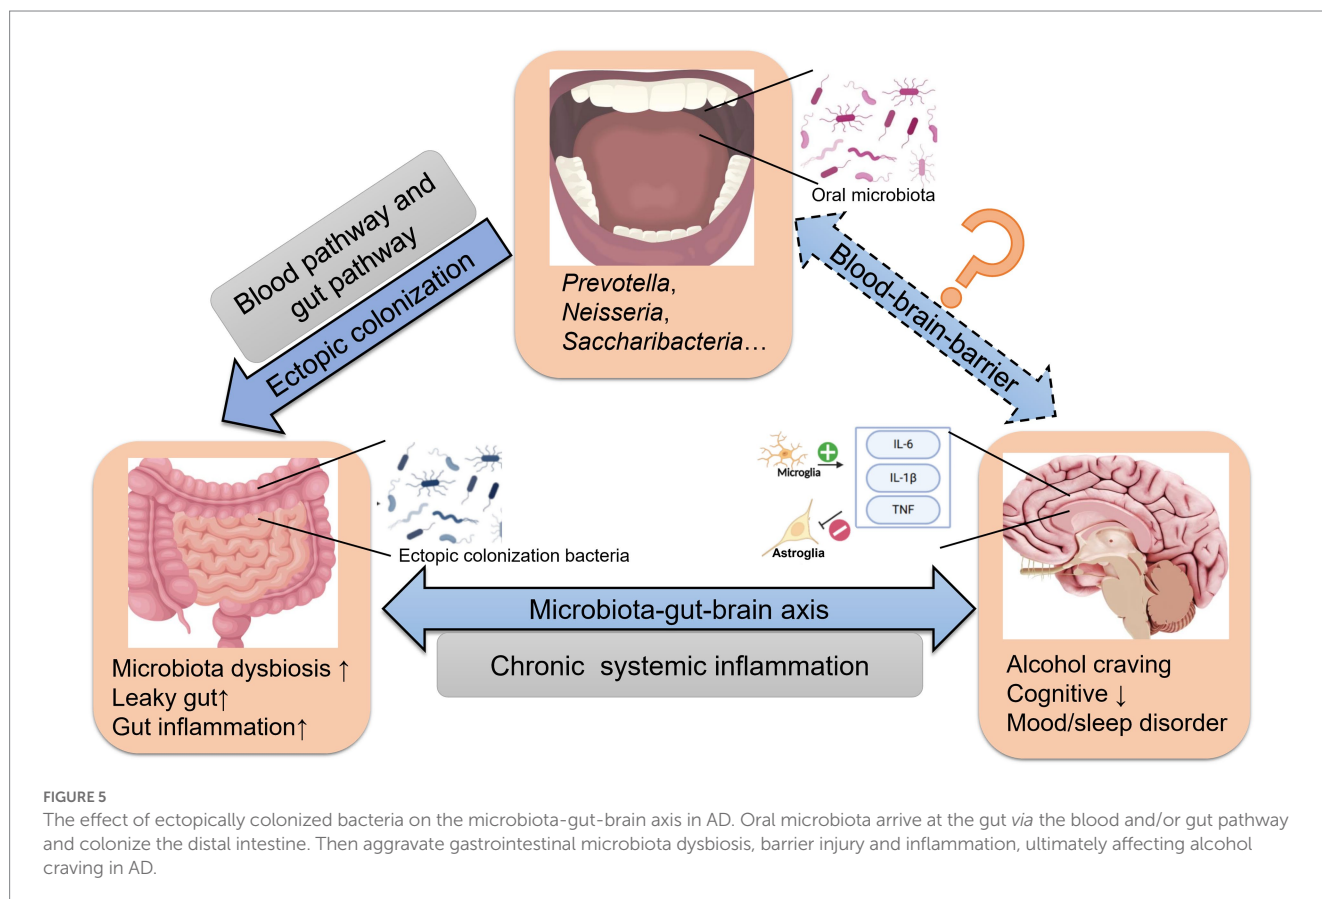 Oral microbiota
Prevotella,
Neisseria,
Saccharibacteria…
Blood pathway and
gut pathway
Ectopic colonization
?
Blood-brain-barrier
Ectopic colonization bacteria
Microglia
Astroglia
IL-6
IL-1β
TNF
Microbiota-gut-brain axis
Chronic systemic inflammation
Microbiota dysbiosis ↑
Leaky gut↑
Gut inflammation↑
Alcohol craving
Cognitive ↓
Mood/sleep disorder
FIGURE 5
The effect of ectopically colonized bacteria on the microbiota-gut-brain axis in AD. Oral microbiota arrive at the gut via the blood and/or gut pathway
and colonize the distal intestine. Then aggravate gastrointestinal microbiota dysbiosis, barrier injury and inflammation, ultimately affecting alcohol
craving in AD.